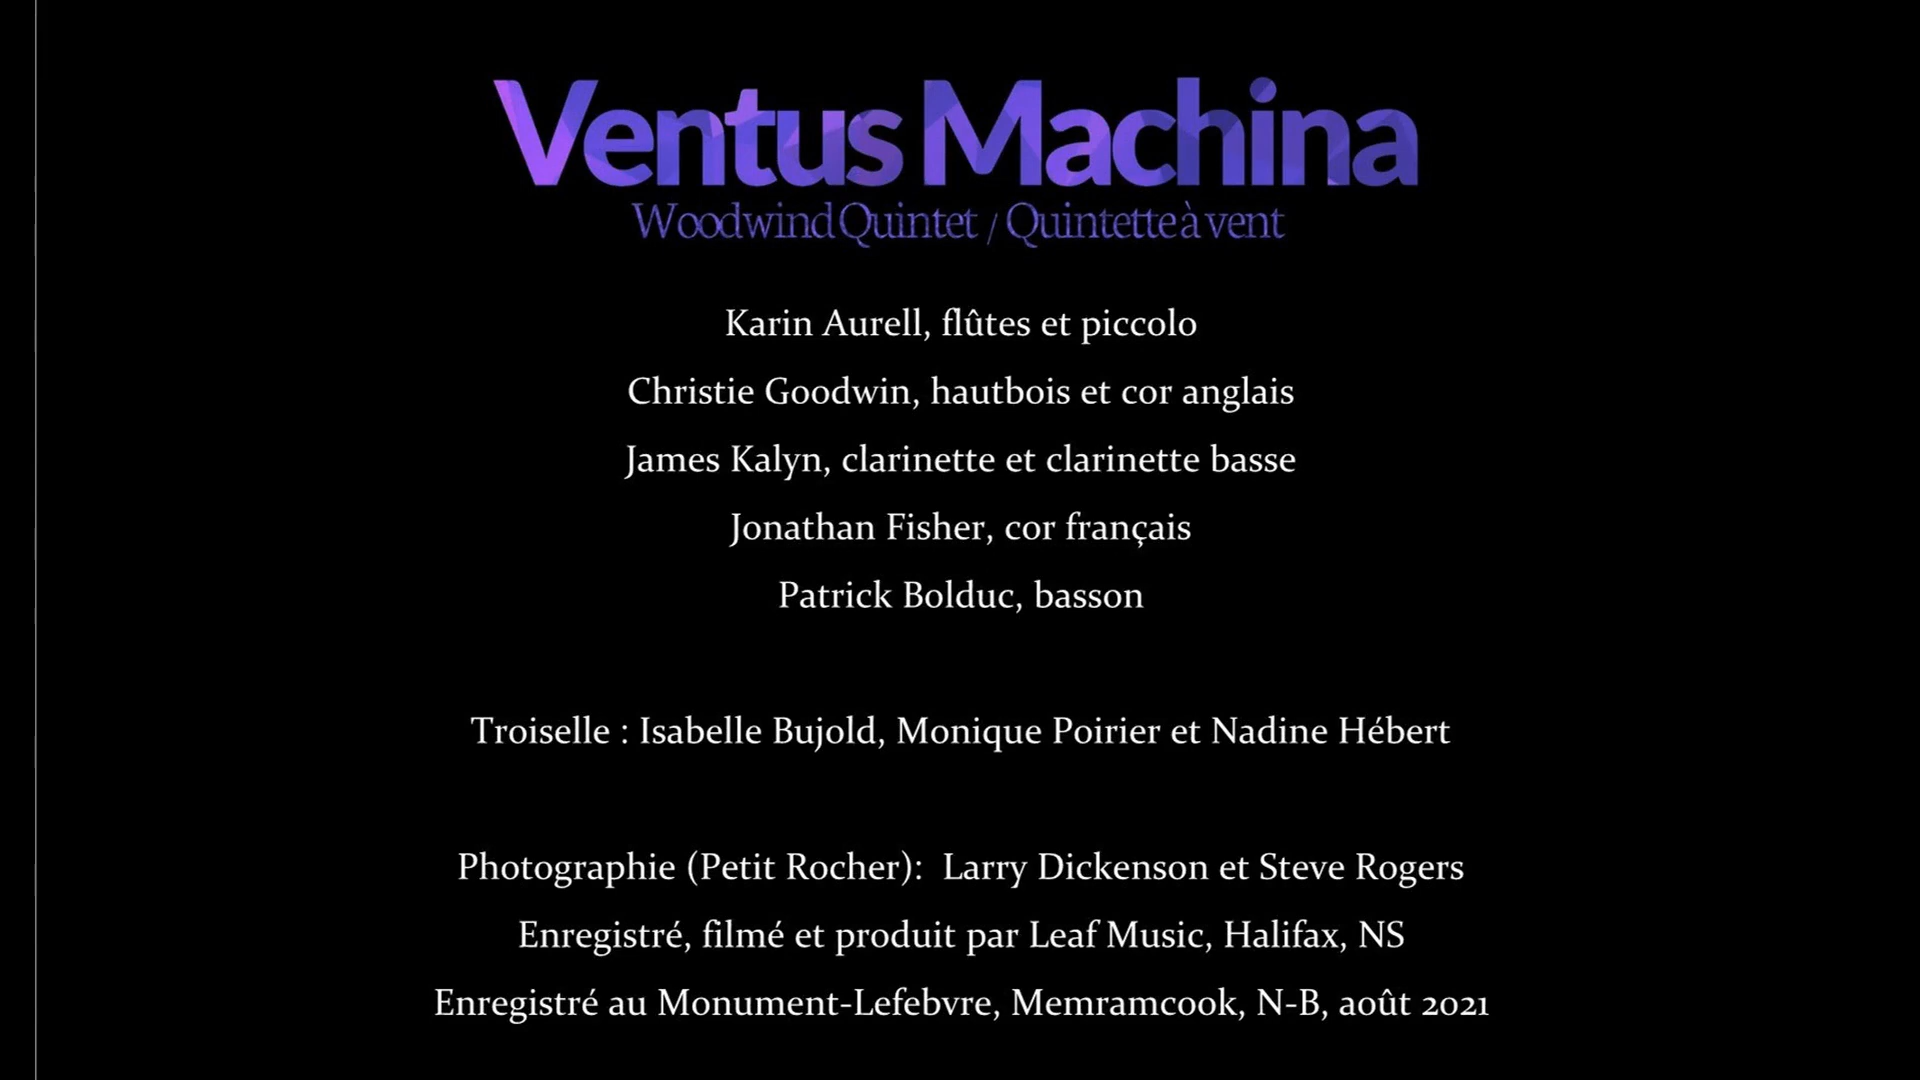 Ventus Machina
Woodwind Quintet / Quintette à vent
Karin Aurell, flûtes et piccolo
Christie Goodwin, hautbois et cor anglais
James Kalyn, clarinette et clarinette basse
Jonathan Fisher, cor français
Patrick Bolduc, basson
Troiselle : Isabelle Bujold, Monique Poirier et Nadine Hébert
Photographie (Petit Rocher):  Larry Dickenson et Steve Rogers
Enregistré, filmé et produit par Leaf Music, Halifax, NS
Enregistré au Monument-Lefebvre, Memramcook, N-B, août 2021